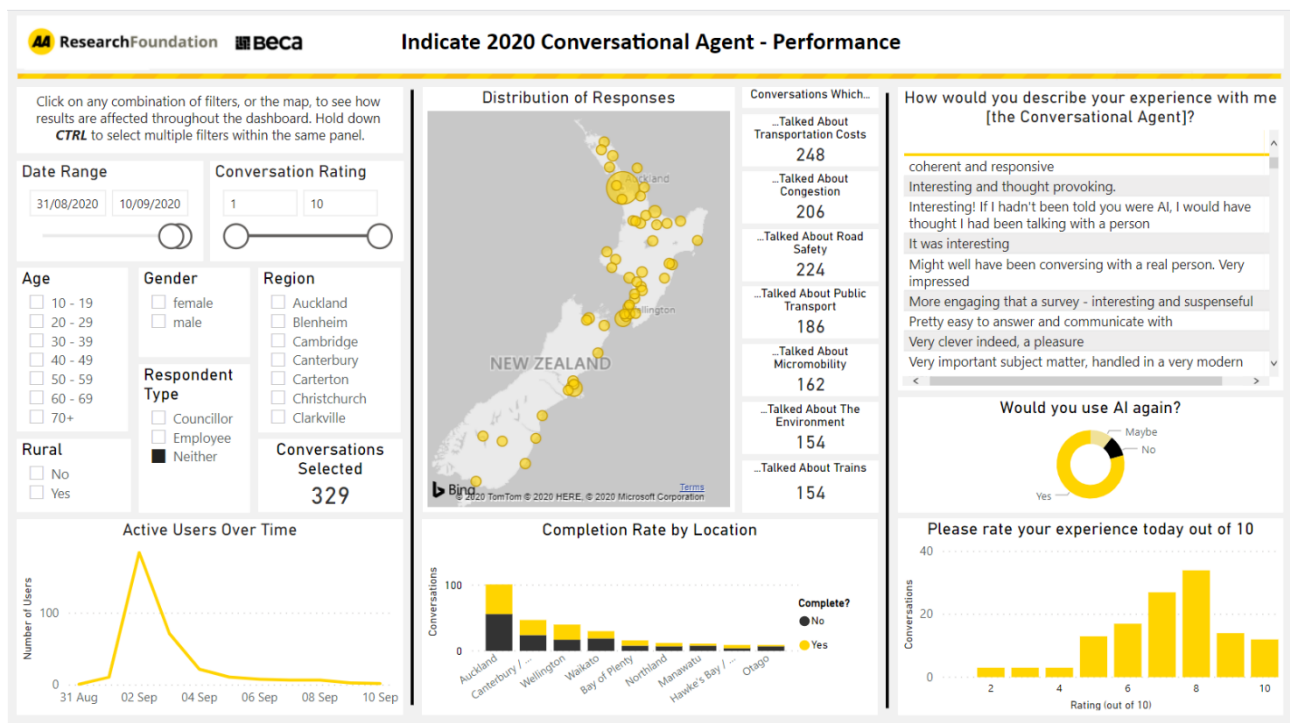 AA ResearchFoundation Beca
Indicate 2020 Conversational Agent - Performance
Click on any combination of filters, or the map, to see how
results are affected throughout the dashboard. Hold down
CTRL to select multiple filters within the same panel.
Date Range
31/08/2020 10/09/2020
Conversation Rating
1 10
Age
10 - 19
20 - 29
30 - 39
40 - 49
50 - 59
60 - 69
70+
Gender
female
male
Region
Auckland
Blenheim
Cambridge
Canterbury
Carterton
Christchurch
Clarkville
Respondent
Type
Councillor
Employee
Neither
Rural
No
Yes
Conversations
Selected
329
Active Users Over Time
Number of Users
100
0
31 Aug 02 Sep 04 Sep 06 Sep 08 Sep 10 Sep
Distribution of Responses
NEW ZEALAND
Bing
Terms
© 2020 TomTom © 2020 HERE, © 2020 Microsoft Corporation
Conversations Which...
...Talked About
Transportation Costs
248
...Talked About
Congestion
206
...Talked About Road
Safety
224
...Talked About Public
Transport
186
...Talked About
Micromobility
162
...Talked About The
Environment
154
...Talked About Trains
154
Completion Rate by Location
Conversations
100
0
Auckland
Canterbury / ...
Wellington
Waikato
Bay of Plenty
Northland
Manawatu
Hawke's Bay / ...
Otago
Complete?
No
Yes
How would you describe your experience with me
[the Conversational Agent]?
coherent and responsive
Interesting and thought provoking.
Interesting! If I hadn't been told you were AI, I would have
thought I had been talking with a person
It was interesting
Might well have been conversing with a real person. Very
impressed
More engaging that a survey - interesting and suspenseful
Pretty easy to answer and communicate with
Very clever indeed, a pleasure
Very important subject matter, handled in a very modern
Would you use AI again?
Maybe
No
Yes
Please rate your experience today out of 10
Conversations
40
20
0
2 4 6 8 10
Rating (out of 10)